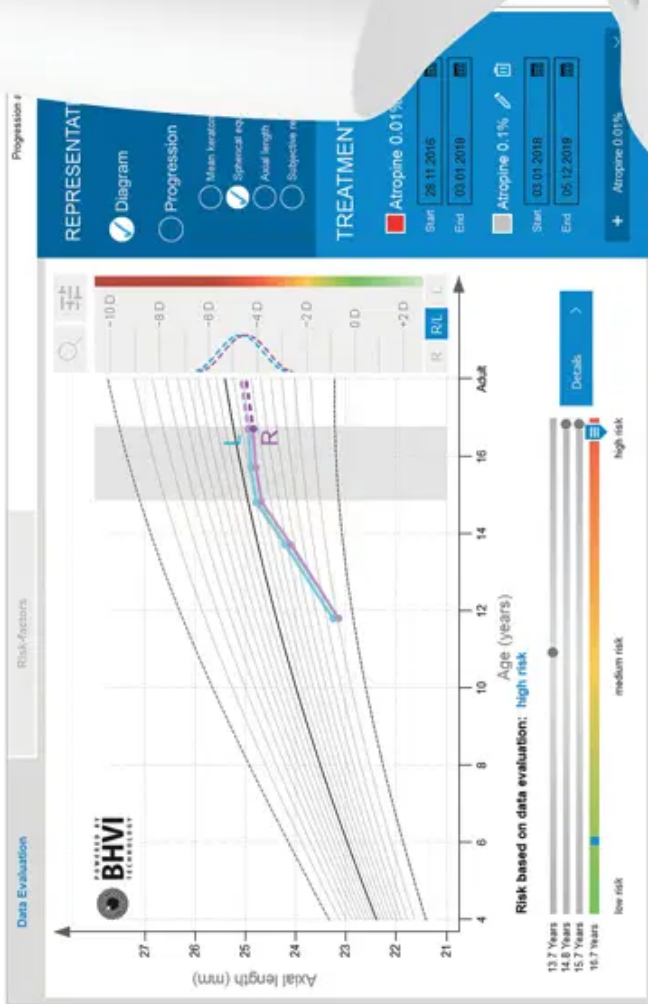 Data Evaluation
Risk-factors
Progression
REPRESENTAT
Diagram
Progression
Mean kerato
Spherical equ
Axial length
Subjective re
TREATMENT
Atropine 0.01%
Start 28.11.2016
End 03.01.2018
Atropine 0.1%
Start 03.01.2018
End 05.12.2019
+ Atropine 0.01%
POWERED BY
BHVI
TECHNOLOGY
Axial length (mm)
27
26
25
24
23
22
21
4 6 8 10 12 14 16 Adult
Age (years)
L
R
-10 D
-8 D
-6 D
-4 D
-2 D
0 D
+2 D
R R/L L
Risk based on data evaluation: high risk
13.7 Years
14.8 Years
15.7 Years
16.7 Years
low risk medium risk high risk
Details >